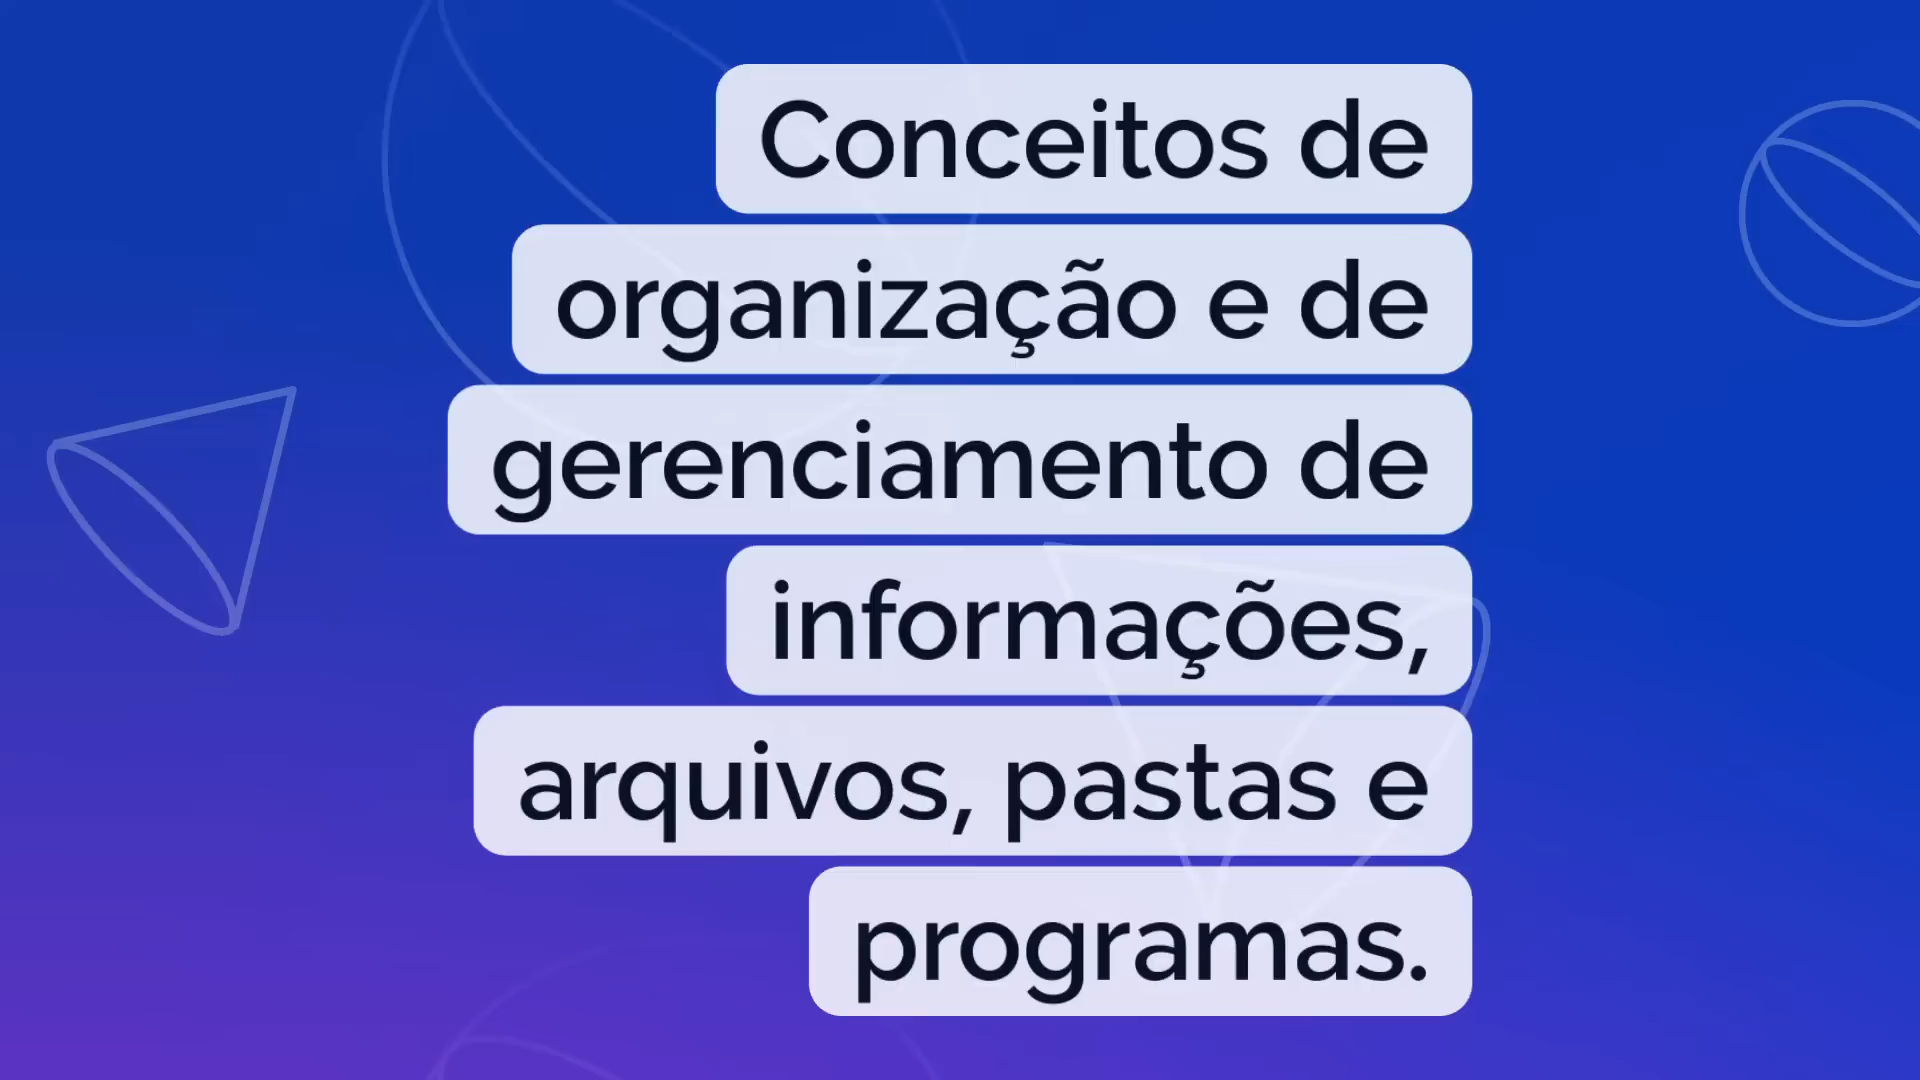 Conceitos de
organização e de
gerenciamento de
informações,
arquivos, pastas e
programas.